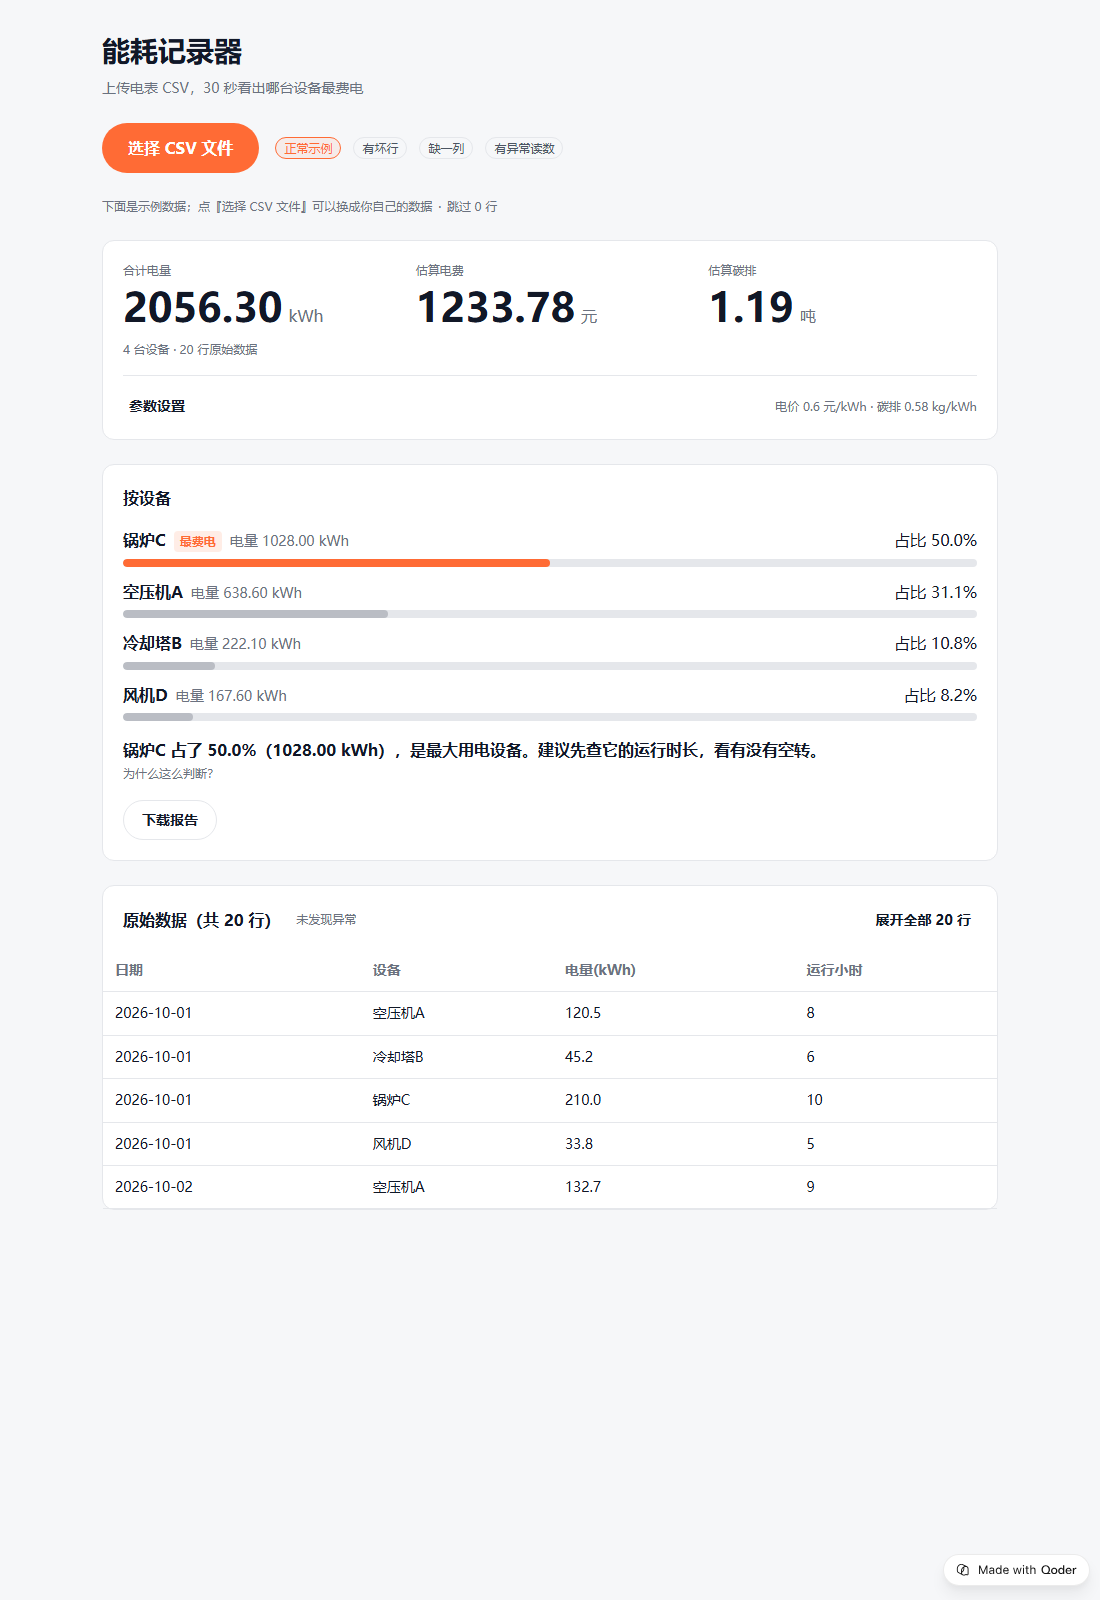 能耗记录器
上传电表 CSV，30 秒看出哪台设备最费电
选择 CSV 文件 正常示例 有坏行 缺一列 有异常读数
下面是示例数据；点『选择 CSV 文件』可以换成你自己的数据 · 跳过 0 行
合计电量 估算电费 估算碳排
2056.30 kWh 1233.78 元 1.19 吨
4 台设备 · 20 行原始数据
参数设置 电价 0.6 元/kWh · 碳排 0.58 kg/kWh
按设备
锅炉C 最费电 电量 1028.00 kWh 占比 50.0%
空压机A 电量 638.60 kWh 占比 31.1%
冷却塔B 电量 222.10 kWh 占比 10.8%
风机D 电量 167.60 kWh 占比 8.2%
锅炉C 占了 50.0%（1028.00 kWh），是最大用电设备。建议先查它的运行时长，看有没有空转。
为什么这么判断？
下载报告
原始数据（共 20 行） 未发现异常 展开全部 20 行
日期 设备 电量(kWh) 运行小时
2026-10-01 空压机A 120.5 8
2026-10-01 冷却塔B 45.2 6
2026-10-01 锅炉C 210.0 10
2026-10-01 风机D 33.8 5
2026-10-02 空压机A 132.7 9
Made with Qoder